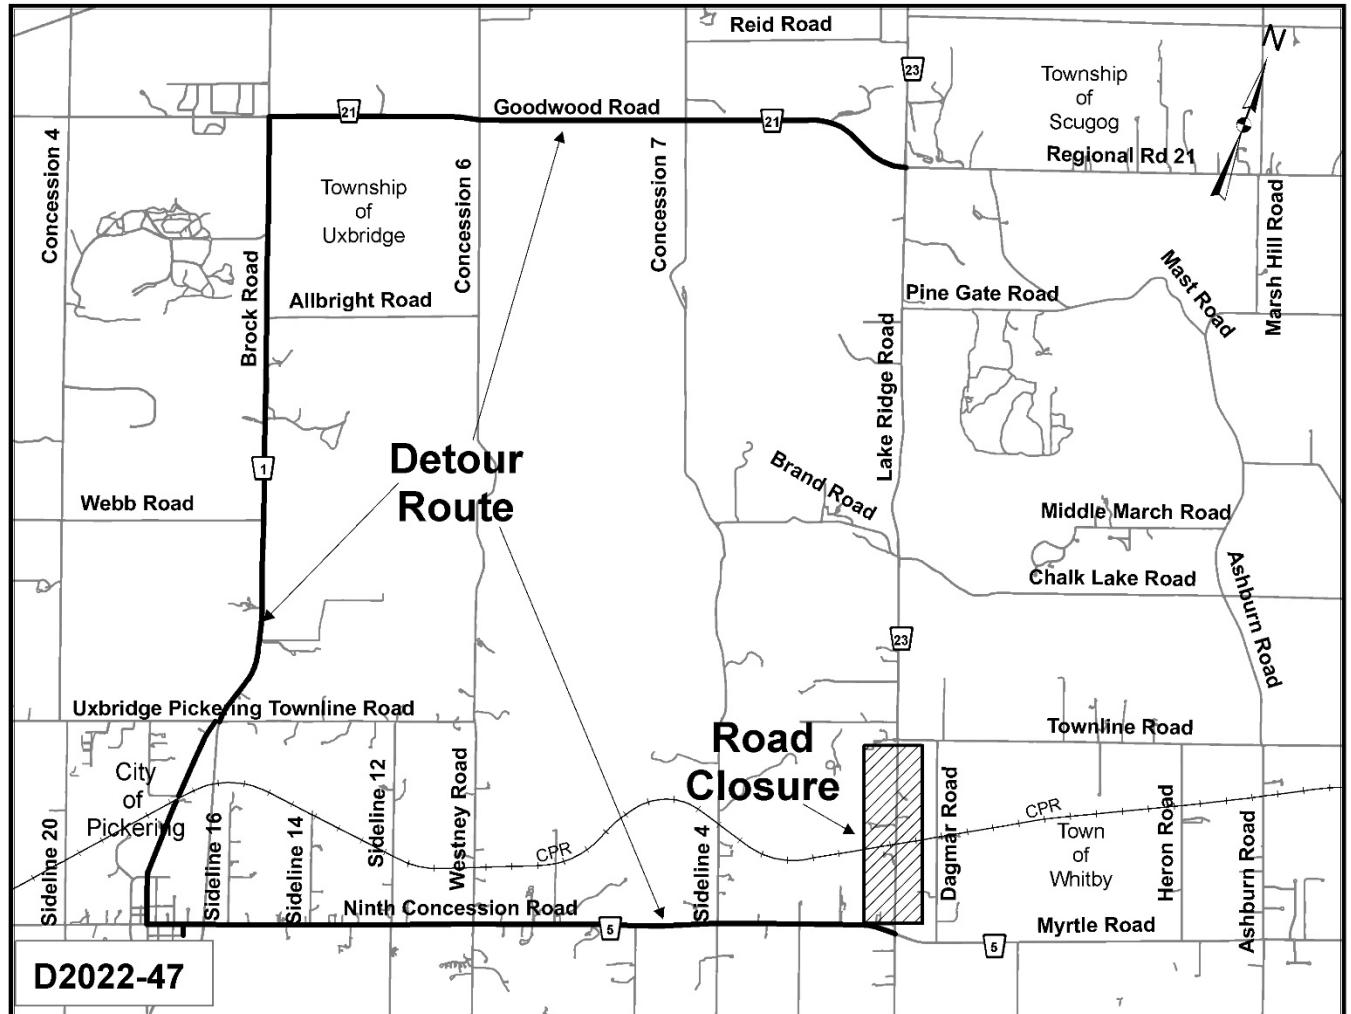 Reid Road
N
23
Township
of
Scugog
21
Goodwood Road
21
Regional Rd 21
Concession 4
Township
of
Uxbridge
Concession 6
Concession 7
Marsh Hill Road
Mast Road
Brock Road
Allbright Road
Pine Gate Road
Lake Ridge Road
Detour
Route
1
Brand Road
Webb Road
Middle March Road
Chalk Lake Road
Ashburn Road
23
Uxbridge Pickering Townline Road
Road
Closure
Townline Road
City
of
Pickering
Sideline 20
Sideline 16
Sideline 14
Sideline 12
Westney Road
CPR
Sideline 4
Dagmar Road
CPR
Town
of
Whitby
Heron Road
Ashburn Road
Ninth Concession Road
5
Myrtle Road
5
D2022-47